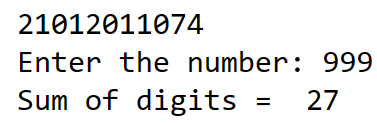 21012011074
Enter the number: 999
Sum of digits =  27